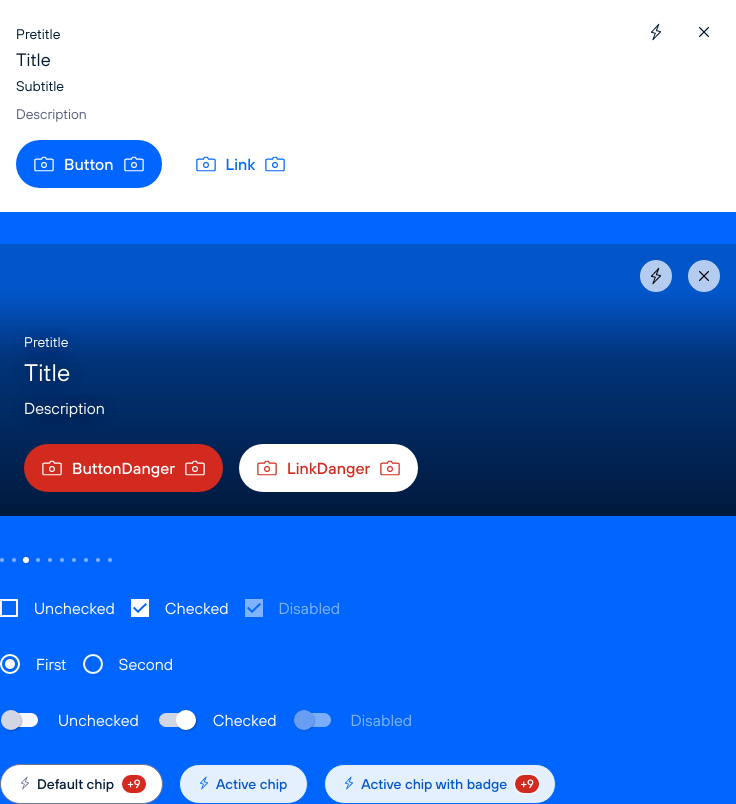 Pretitle
Title
Subtitle
Description
Button Link
Pretitle
Title
Description
ButtonDanger LinkDanger
Unchecked Checked Disabled
First Second
Unchecked Checked Disabled
Default chip +9 Active chip Active chip with badge +9